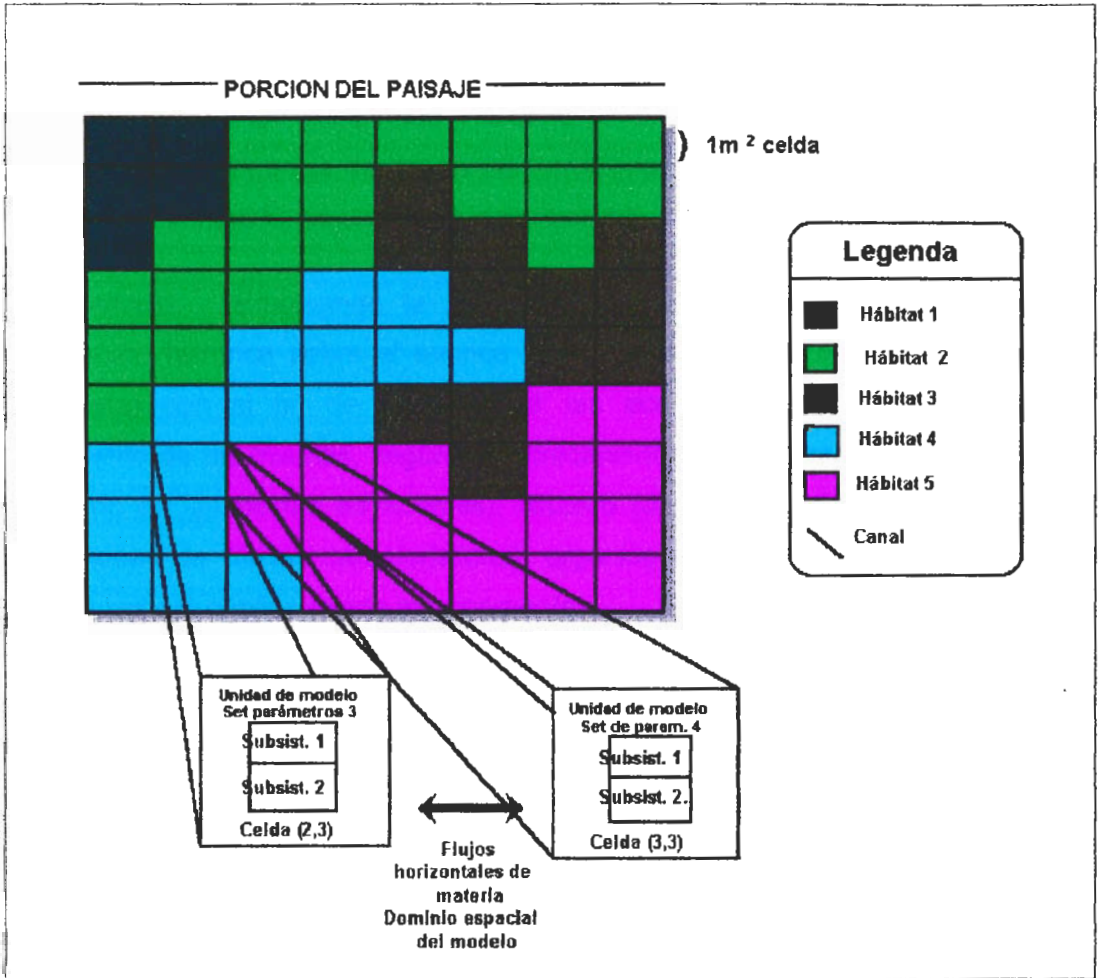 PORCION DEL PAISAJE
1m ² celda
Legenda
Hábitat 1
Hábitat 2
Hábitat 3
Hábitat 4
Hábitat 5
Canal
Unidad de modelo
Set parámetros 3
Subsist. 1
Subsist. 2
Celda (2,3)
Unidad de modelo
Set de param. 4
Subsist. 1
Subsist. 2.
Celda (3,3)
Flujos
horizontales de
materia
Dominio espacial
del modelo